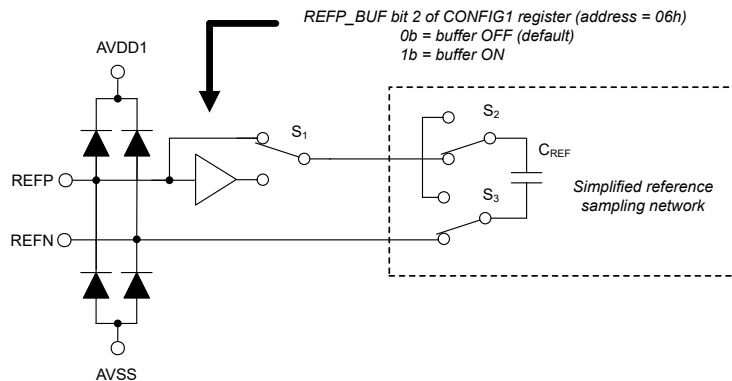 REFP_BUF bit 2 of CONFIG1 register (address = 06h)
0b = buffer OFF (default)
1b = buffer ON
AVDD1
S1
S2
CREF
REFP
S3
Simplified reference
sampling network
REFN
AVSS